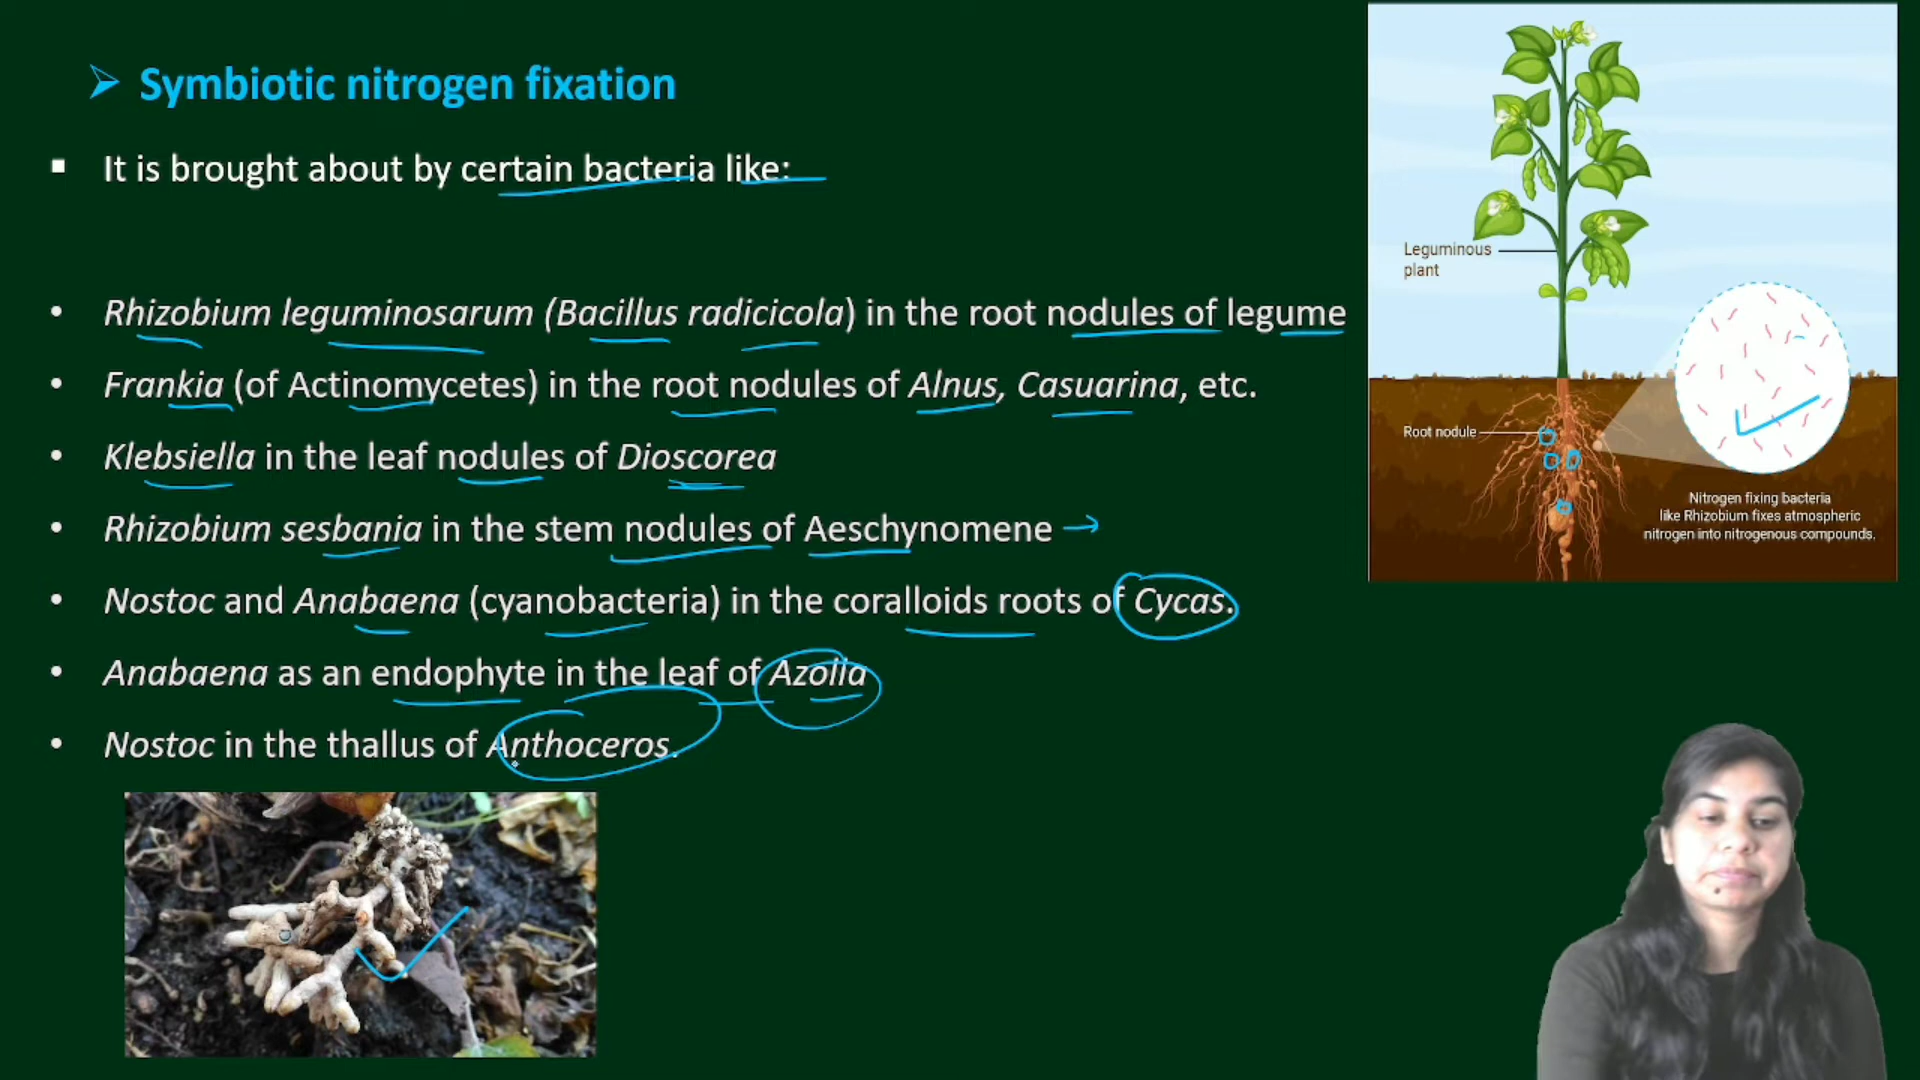 Symbiotic nitrogen fixation
It is brought about by certain bacteria like:
Rhizobium leguminosarum (Bacillus radicicola) in the root nodules of legume
Frankia (of Actinomycetes) in the root nodules of Alnus, Casuarina, etc.
Klebsiella in the leaf nodules of Dioscorea
Rhizobium sesbania in the stem nodules of Aeschynomene
Nostoc and Anabaena (cyanobacteria) in the coralloids roots of Cycas.
Anabaena as an endophyte in the leaf of Azolla
Nostoc in the thallus of Anthoceros.
Leguminous
plant
Root nodule
Nitrogen fixing bacteria
like Rhizobium fixes atmospheric
nitrogen into nitrogenous compounds.